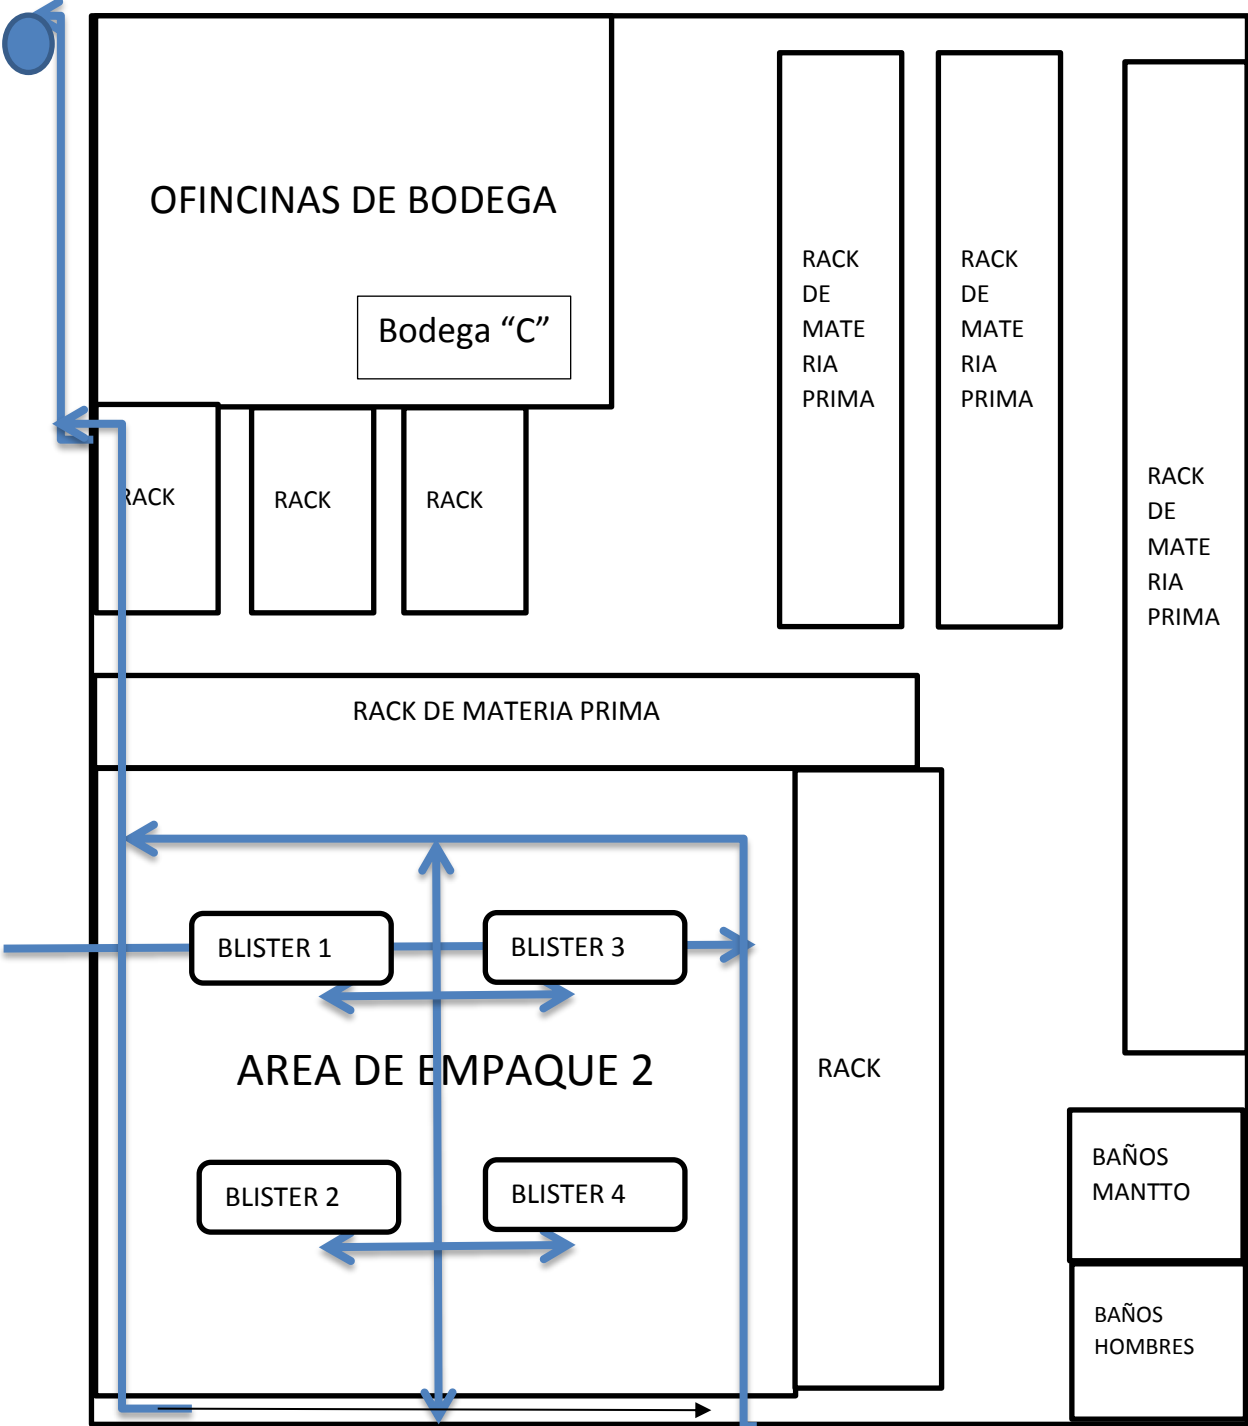 OFINCINAS DE BODEGA
Bodega “C”
RACK
DE
MATE
RIA
PRIMA
RACK
DE
MATE
RIA
PRIMA
RACK
DE
MATE
RIA
PRIMA
RACK
RACK
RACK
RACK DE MATERIA PRIMA
BLISTER 1
BLISTER 3
AREA DE EMPAQUE 2
RACK
BLISTER 2
BLISTER 4
BAÑOS
MANTTO
BAÑOS
HOMBRES